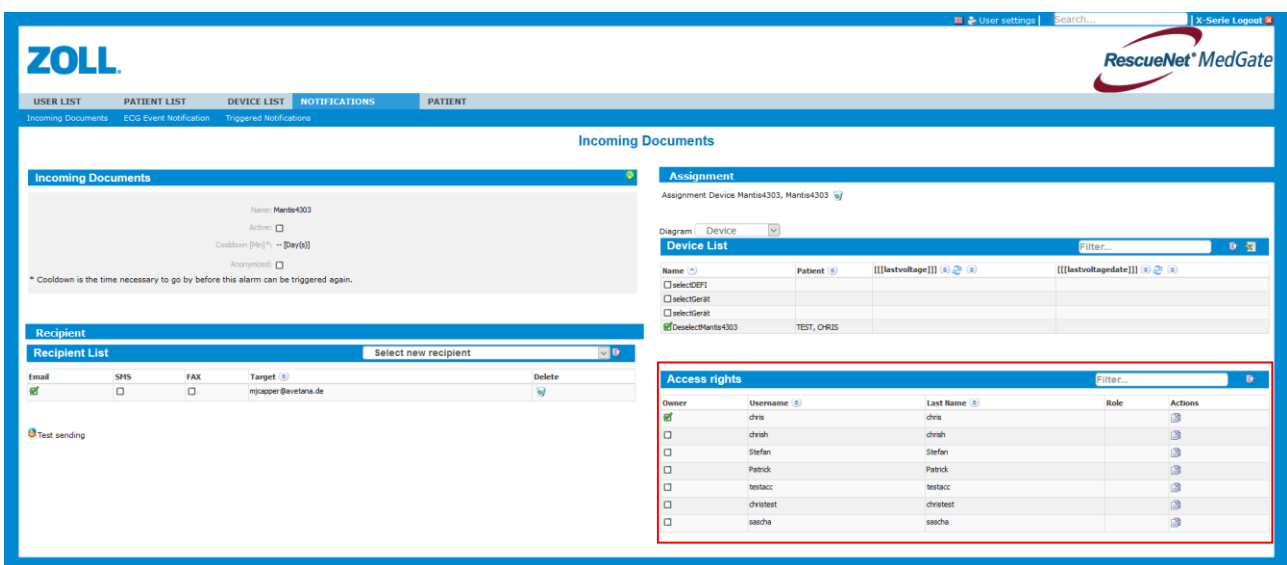 User settings | Search... | X-Serie Logout
ZOLL.
RescueNet® MedGate
USER LIST PATIENT LIST DEVICE LIST NOTIFICATIONS PATIENT
Incoming Documents ECG Event Notification Triggered Notifications
Incoming Documents
Incoming Documents
Name: Mantis4303
Active:
Cooldown [Min]*: -- [Day(s)]
Anonymized:
* Cooldown is the time necessary to go by before this alarm can be triggered again.
Recipient
Recipient List Select new recipient
Email SMS FAX Target Delete
mjcapper@avetana.de
Test sending
Assignment
Assignment Device Mantis4303, Mantis4303
Diagram Device
Device List Filter...
Name Patient [[[lastvoltage]]] [[[lastvoltagedate]]]
selectDEFI
selectGerät
selectGerät
DeselectMantis4303 TEST, CHRIS
Access rights Filter...
Owner Username Last Name Role Actions
chris chris
chrish chrish
Stefan Stefan
Patrick Patrick
testacc testacc
christest christest
sascha sascha